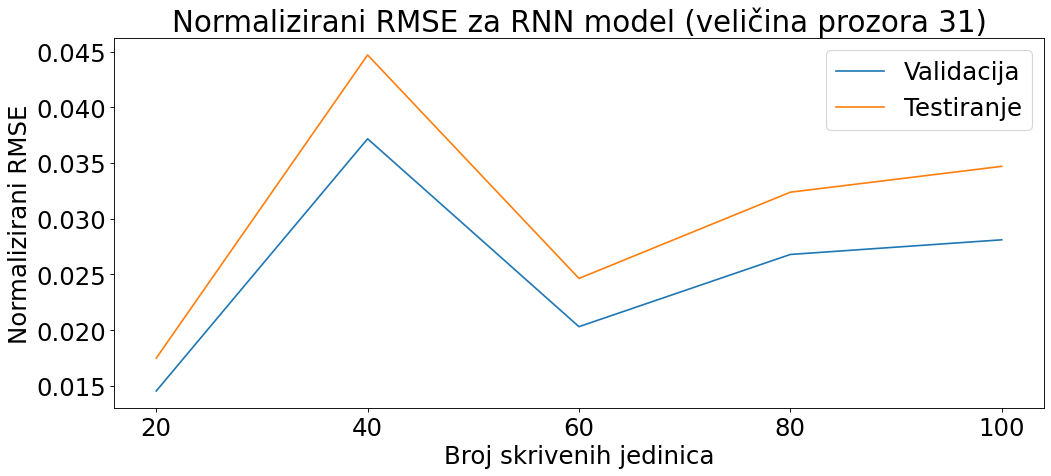 Normalizirani RMSE za RNN model (veličina prozora 31)
Normalizirani RMSE
0.045
0.040
0.035
0.030
0.025
0.020
0.015
Validacija
Testiranje
20 40 60 80 100
Broj skrivenih jedinica